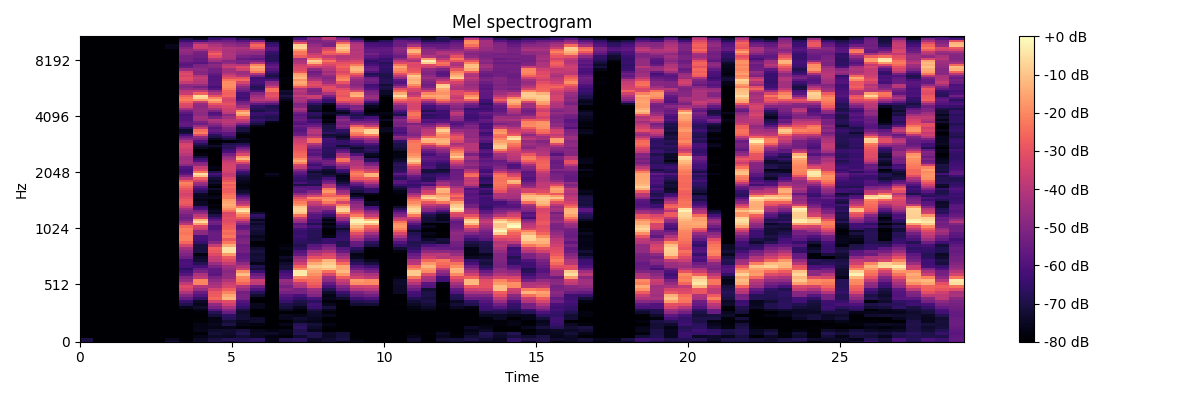 Mel spectrogram
Hz
8192
4096
2048
1024
512
0
0 5 10 15 20 25
Time
+0 dB
-10 dB
-20 dB
-30 dB
-40 dB
-50 dB
-60 dB
-70 dB
-80 dB